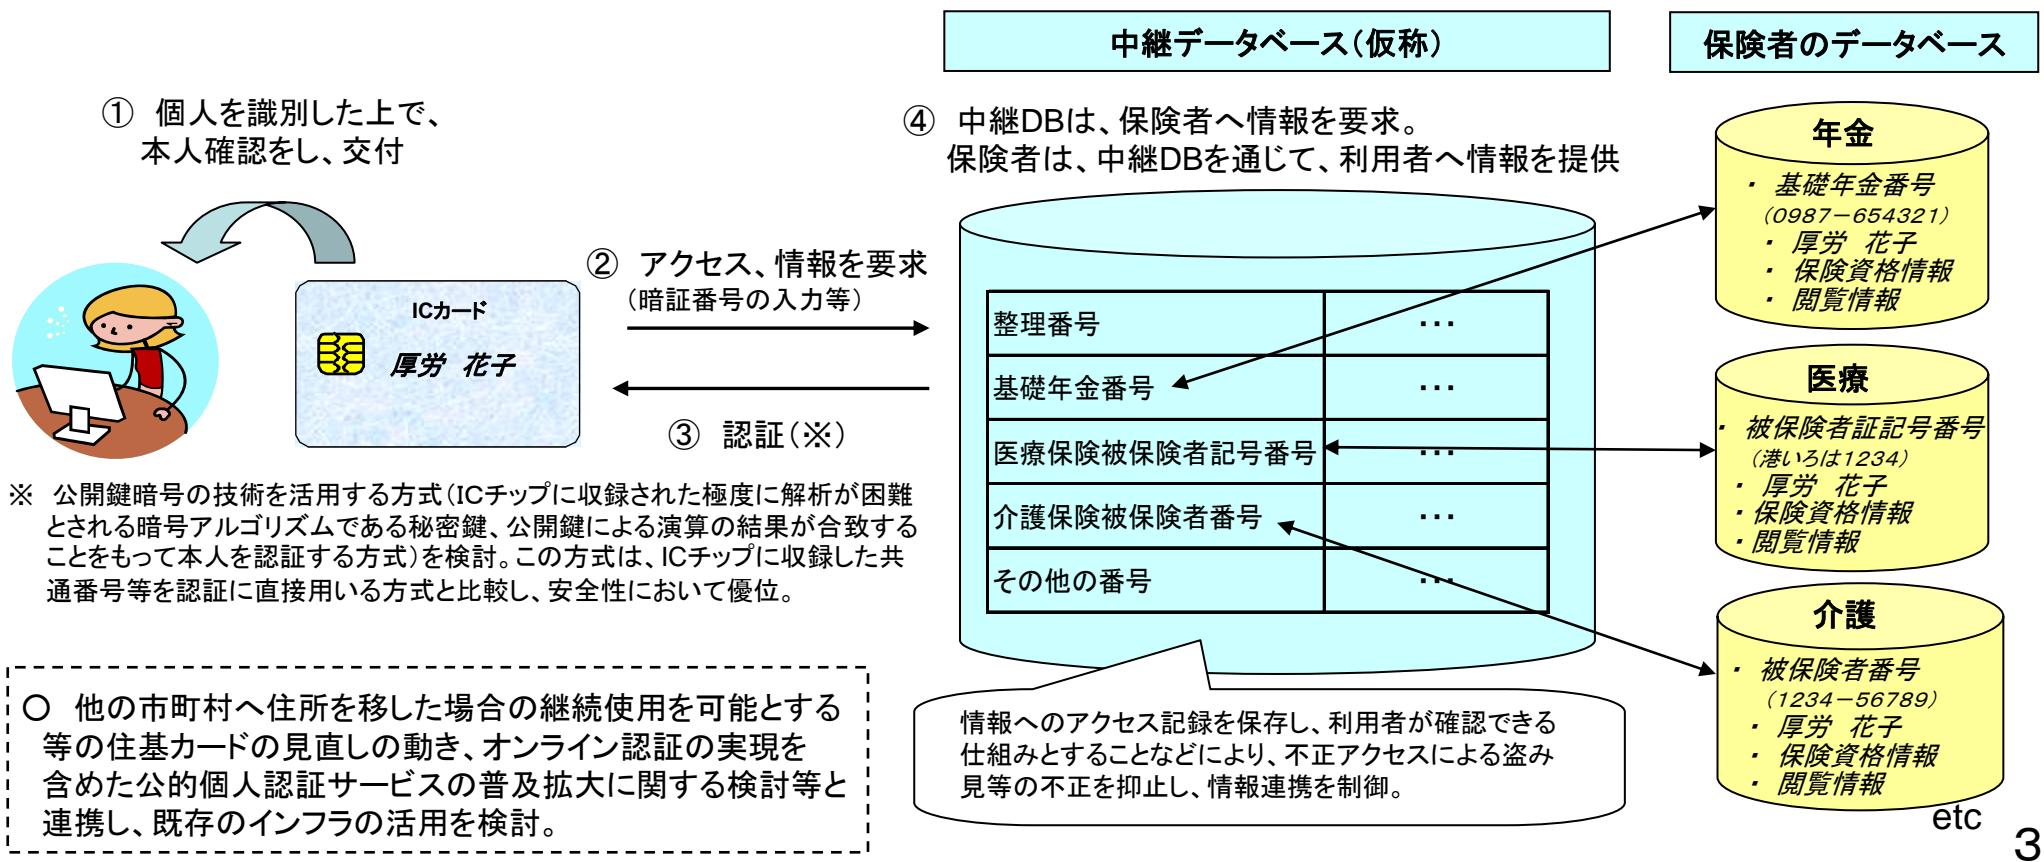 中継データベース（仮称）
保険者のデータベース
① 個人を識別した上で、
本人確認をし、交付
④ 中継DBは、保険者へ情報を要求。
保険者は、中継DBを通じて、利用者へ情報を提供
② アクセス、情報を要求
（暗証番号の入力等）
ICカード
厚労 花子
③ 認証（※）
※ 公開鍵暗号の技術を活用する方式（ICチップに収録された極度に解析が困難
とされる暗号アルゴリズムである秘密鍵、公開鍵による演算の結果が合致する
ことをもって本人を認証する方式）を検討。この方式は、ICチップに収録した共
通番号等を認証に直接用いる方式と比較し、安全性において優位。
○ 他の市町村へ住所を移した場合の継続使用を可能とする
等の住基カードの見直しの動き、オンライン認証の実現を
含めた公的個人認証サービスの普及拡大に関する検討等と
連携し、既存のインフラの活用を検討。
整理番号 ･･･
基礎年金番号 ･･･
医療保険被保険者記号番号 ･･･
介護保険被保険者番号 ･･･
その他の番号 ･･･
情報へのアクセス記録を保存し、利用者が確認できる
仕組みとすることなどにより、不正アクセスによる盗み
見等の不正を抑止し、情報連携を制御。
年金
・ 基礎年金番号
（0987－654321）
・ 厚労 花子
・ 保険資格情報
・ 閲覧情報
医療
・ 被保険者証記号番号
（港いろは1234）
・ 厚労 花子
・保険資格情報
・閲覧情報
介護
・ 被保険者番号
（1234－56789）
・ 厚労 花子
・ 保険資格情報
・ 閲覧情報
etc
3